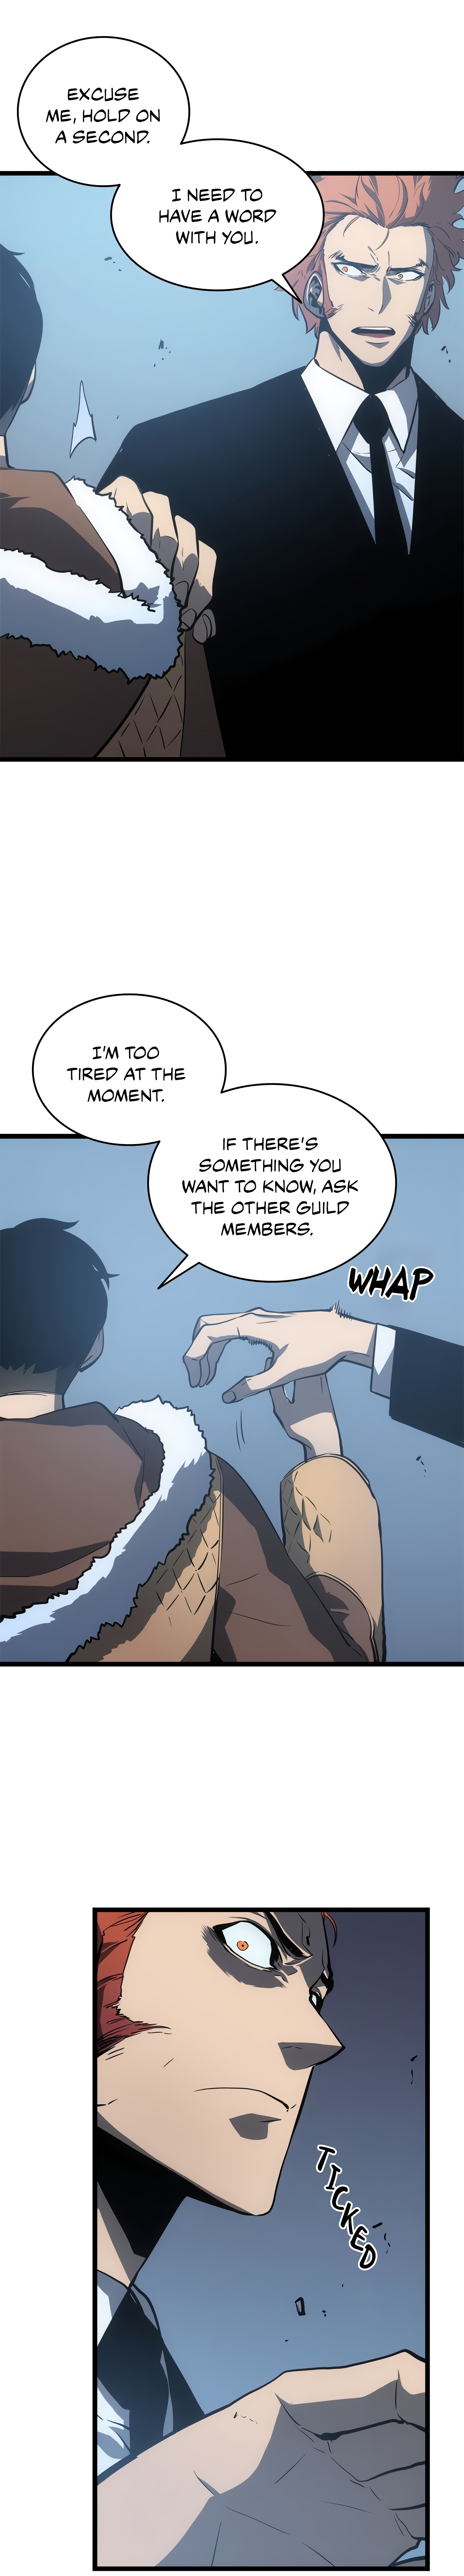 EXCUSE
ME, HOLD ON
A SECOND.
I NEED TO
HAVE A WORD
WITH YOU.
I'M TOO
TIRED AT THE
MOMENT.
IF THERE'S
SOMETHING YOU
WANT TO KNOW, ASK
THE OTHER GUILD
MEMBERS.
WHAP
TICKED